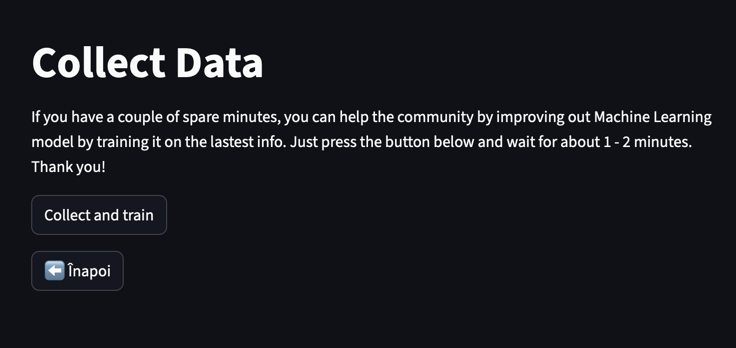 Collect Data
If you have a couple of spare minutes, you can help the community by improving out Machine Learning
model by training it on the lastest info. Just press the button below and wait for about 1 - 2 minutes.
Thank you!
Collect and train
⬅️ Înapoi